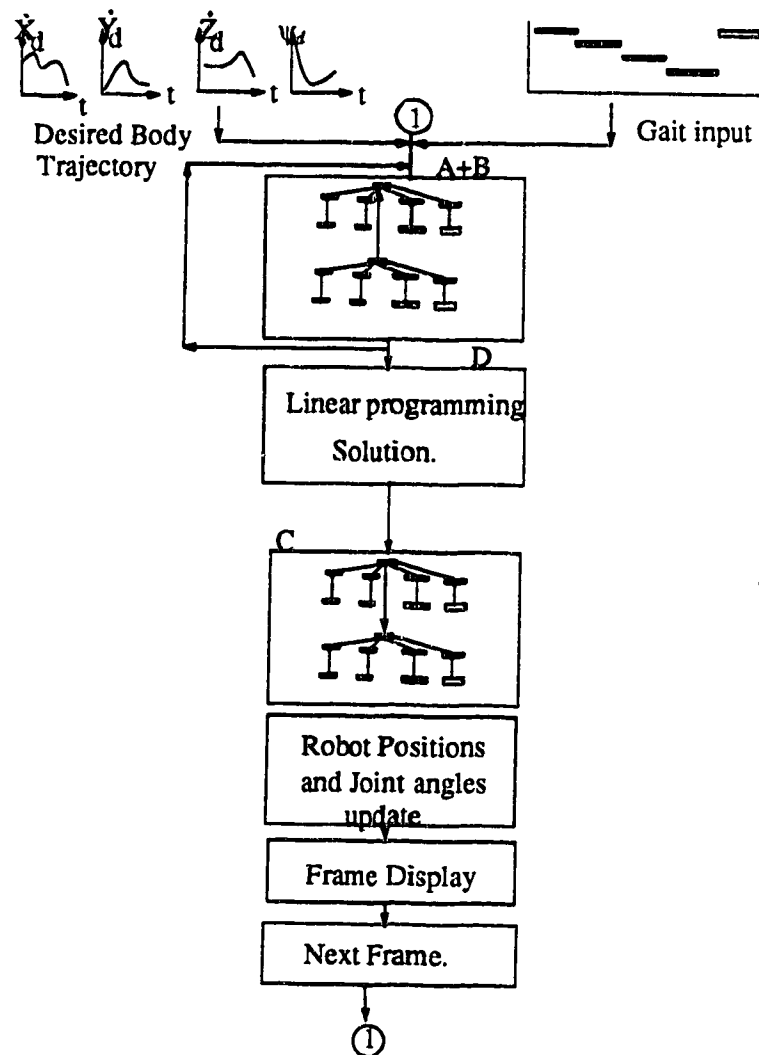 Ẋd Ẏd Żd ψd
t t t
1
Desired Body
Trajectory
Gait input
A+B
D
Linear programming
Solution.
C
Robot Positions
and Joint angles
update
Frame Display
Next Frame.
1